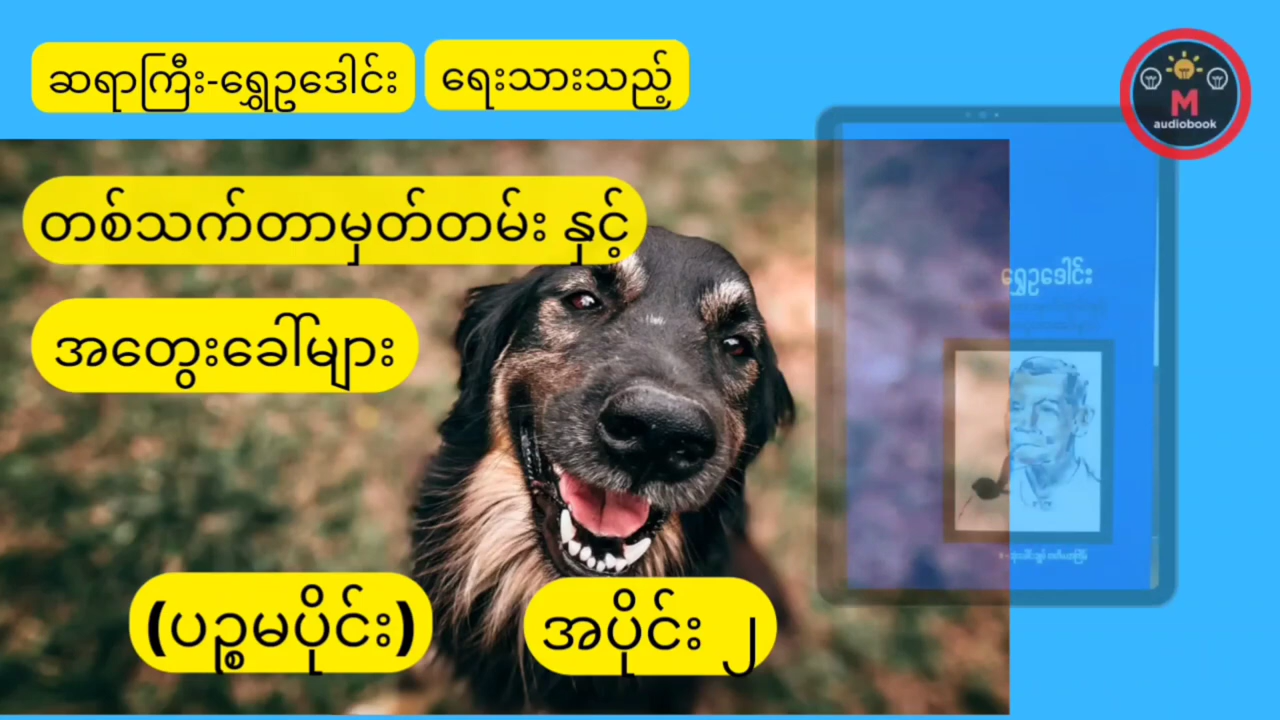 ဆရာကြီး-ရွှေဥဒေါင်း ရေးသားသည့်
M
audiobook
တစ်သက်တာမှတ်တမ်း နှင့်
အတွေးခေါ်များ
ရွှေဥဒေါင်း
(ပဉ္စမပိုင်း) အပိုင်း ၂